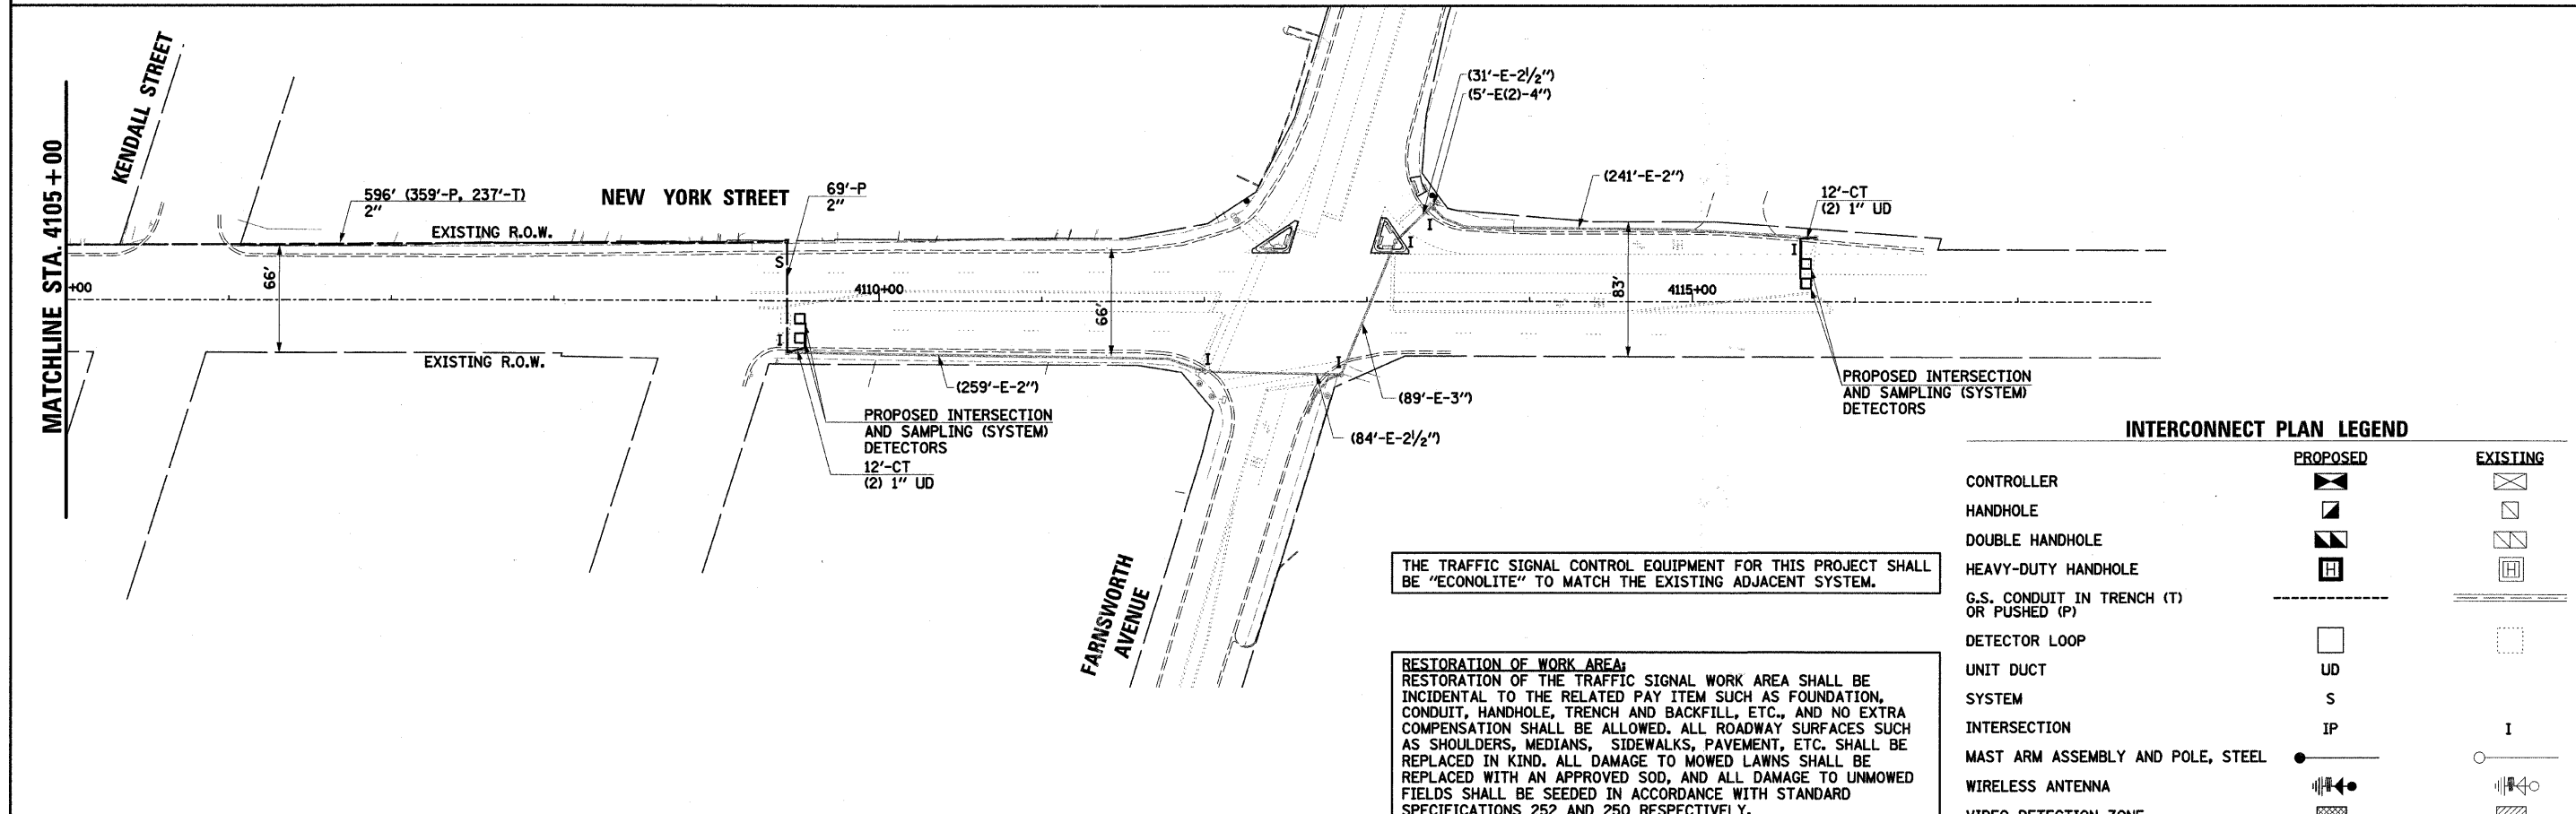 MATCHLINE STA. 4105+00
KENDALL STREET
+00
66'
596' (359'-P, 237'-T)
2"
NEW YORK STREET
EXISTING R.O.W.
EXISTING R.O.W.
69'-P
2"
S
I
4110+00
66'
(259'-E-2")
PROPOSED INTERSECTION
AND SAMPLING (SYSTEM)
DETECTORS
12'-CT
(2) 1" UD
I
I
(31'-E-2½")
(5'-E(2)-4")
I
I
(241'-E-2")
83'
4115+00
12'-CT
(2) 1" UD
I
(89'-E-3")
(84'-E-2½")
PROPOSED INTERSECTION
AND SAMPLING (SYSTEM)
DETECTORS
FARNSWORTH
AVENUE
THE TRAFFIC SIGNAL CONTROL EQUIPMENT FOR THIS PROJECT SHALL
BE "ECONOLITE" TO MATCH THE EXISTING ADJACENT SYSTEM.
RESTORATION OF WORK AREA:
RESTORATION OF THE TRAFFIC SIGNAL WORK AREA SHALL BE
INCIDENTAL TO THE RELATED PAY ITEM SUCH AS FOUNDATION,
CONDUIT, HANDHOLE, TRENCH AND BACKFILL, ETC., AND NO EXTRA
COMPENSATION SHALL BE ALLOWED. ALL ROADWAY SURFACES SUCH
AS SHOULDERS, MEDIANS, SIDEWALKS, PAVEMENT, ETC. SHALL BE
REPLACED IN KIND. ALL DAMAGE TO MOWED LAWNS SHALL BE
REPLACED WITH AN APPROVED SOD, AND ALL DAMAGE TO UNMOWED
FIELDS SHALL BE SEEDED IN ACCORDANCE WITH STANDARD
SPECIFICATIONS 252 AND 250 RESPECTIVELY.
INTERCONNECT PLAN LEGEND
PROPOSED EXISTING
CONTROLLER
HANDHOLE
DOUBLE HANDHOLE
HEAVY-DUTY HANDHOLE H H
G.S. CONDUIT IN TRENCH (T)
OR PUSHED (P)
DETECTOR LOOP
UNIT DUCT UD
SYSTEM S
INTERSECTION IP I
MAST ARM ASSEMBLY AND POLE, STEEL
WIRELESS ANTENNA
VIDEO DETECTION ZONE